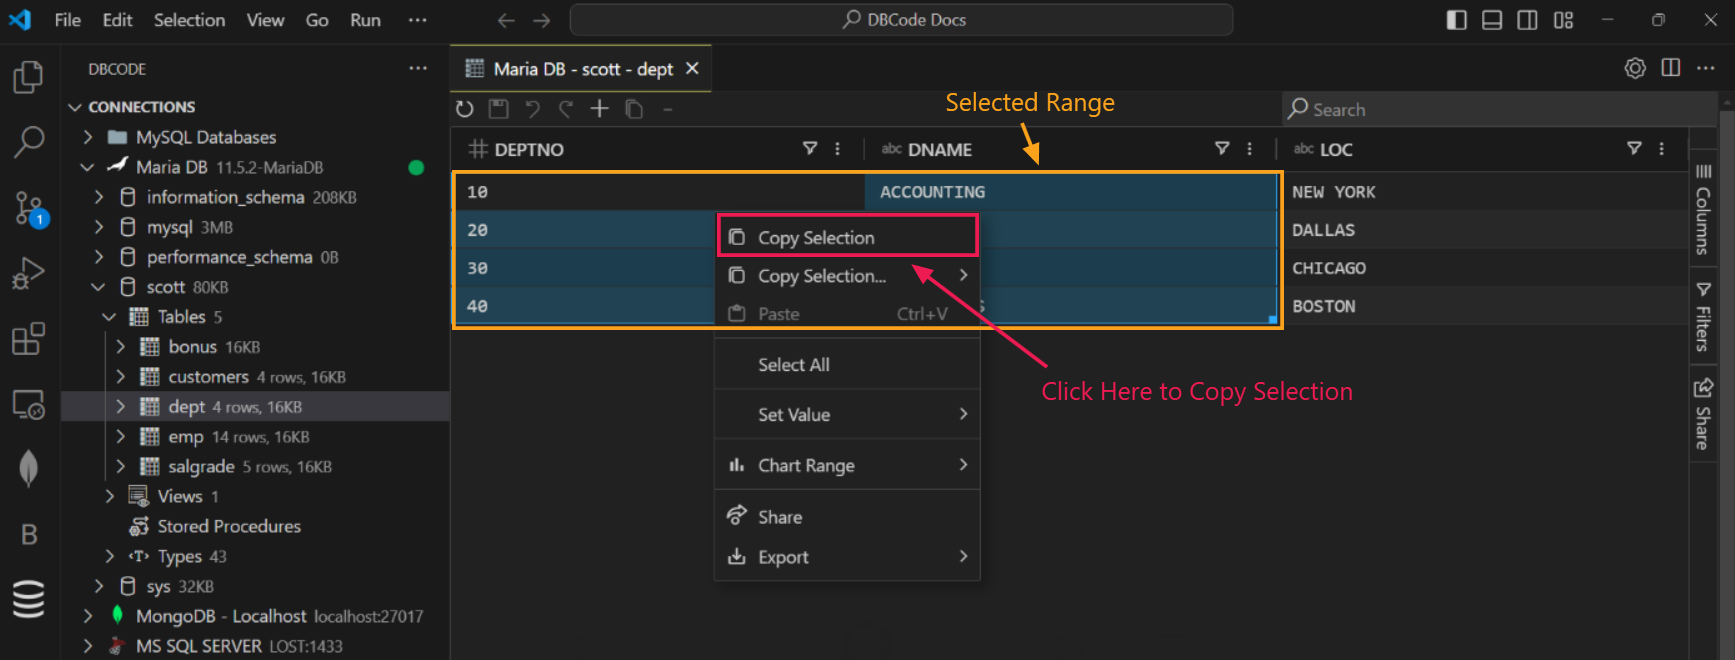 File Edit Selection View Go Run ···
DBCode Docs
DBCODE ···
CONNECTIONS
MySQL Databases
Maria DB 11.5.2-MariaDB
information_schema 208KB
mysql 3MB
performance_schema 0B
scott 80KB
Tables 5
bonus 16KB
customers 4 rows, 16KB
dept 4 rows, 16KB
emp 14 rows, 16KB
salgrade 5 rows, 16KB
Views 1
Stored Procedures
Types 43
sys 32KB
MongoDB - Localhost localhost:27017
MS SQL SERVER LOST:1433
1
B
Maria DB - scott - dept
Selected Range
Search
DEPTNO abc DNAME abc LOC
10 ACCOUNTING NEW YORK
20 DALLAS
30 CHICAGO
40 S BOSTON
Copy Selection
Copy Selection...
Paste Ctrl+V
Select All
Set Value
Chart Range
Share
Export
Click Here to Copy Selection
Columns
Filters
Share